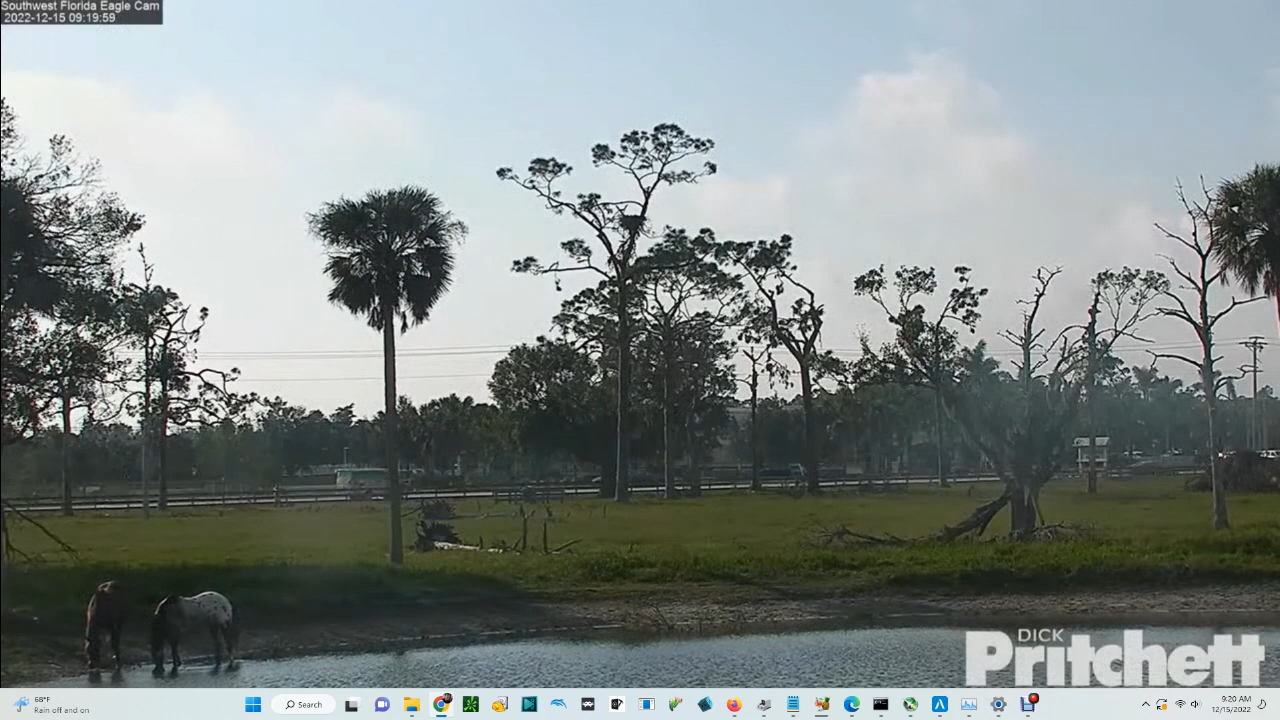 Southwest Florida Eagle Cam
2022-12-15 09:19:59
DICK
Pritchett
68°F
Rain off and on
Search
9:20 AM
12/15/2022